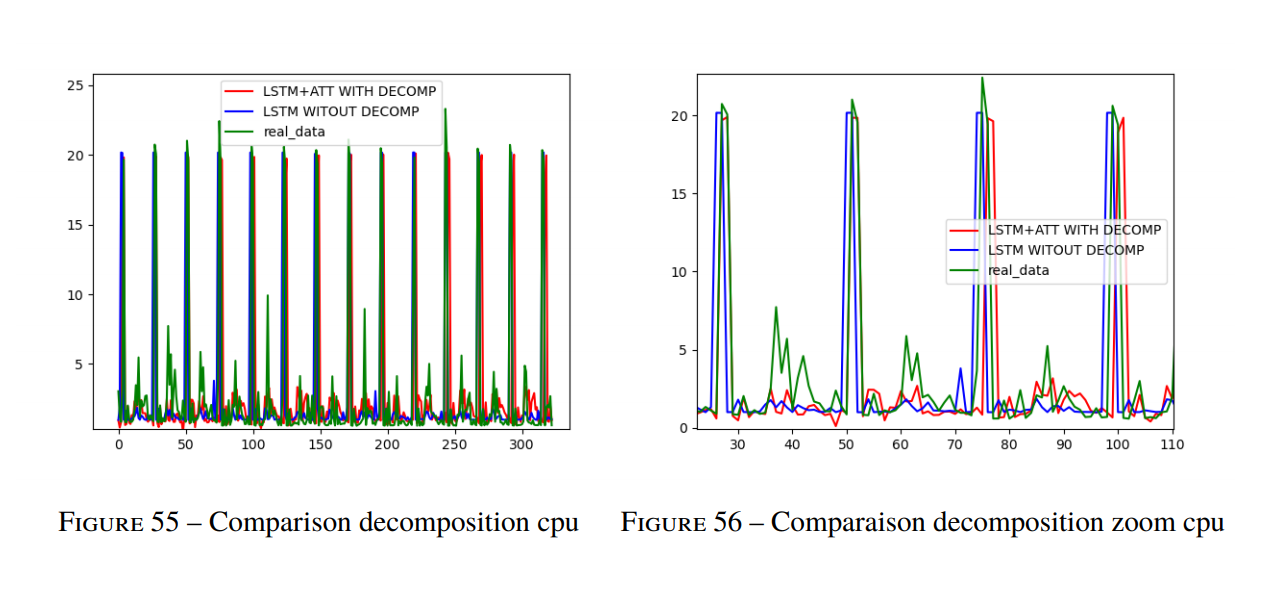 25
20
15
10
5
0 50 100 150 200 250 300
LSTM+ATT WITH DECOMP
LSTM WITOUT DECOMP
real_data
FIGURE 55 – Comparison decomposition cpu
20
15
10
5
0
30 40 50 60 70 80 90 100 110
LSTM+ATT WITH DECOMP
LSTM WITOUT DECOMP
real_data
FIGURE 56 – Comparaison decomposition zoom cpu